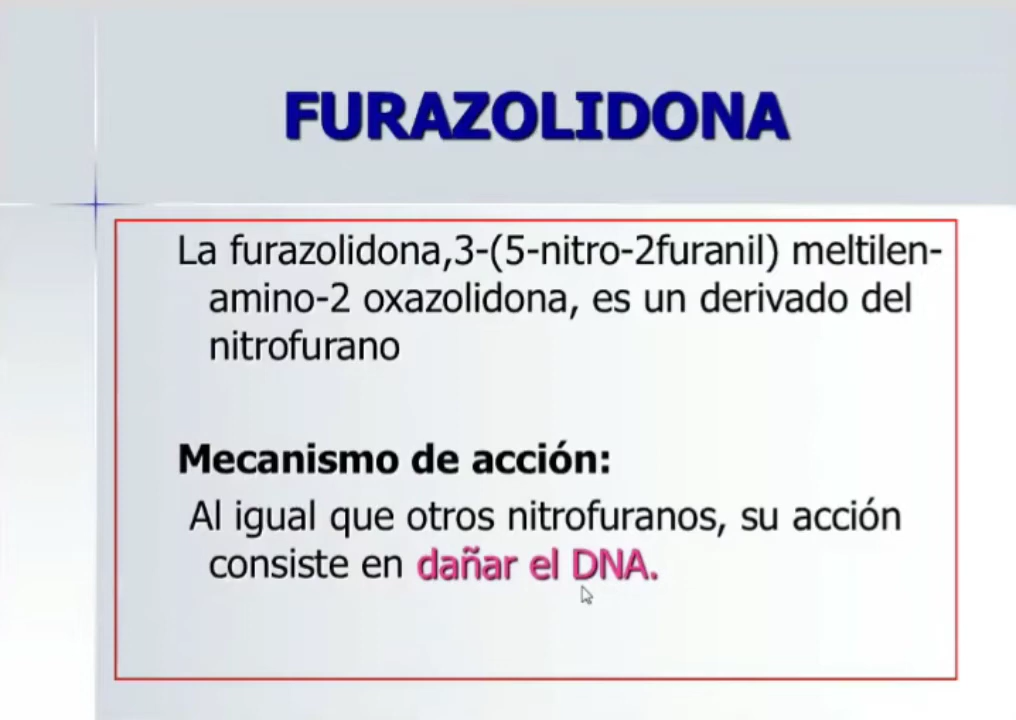 FURAZOLIDONA
La furazolidona,3-(5-nitro-2furanil) meltilen-
amino-2 oxazolidona, es un derivado del
nitrofurano
Mecanismo de acción:
Al igual que otros nitrofuranos, su acción
consiste en dañar el DNA.